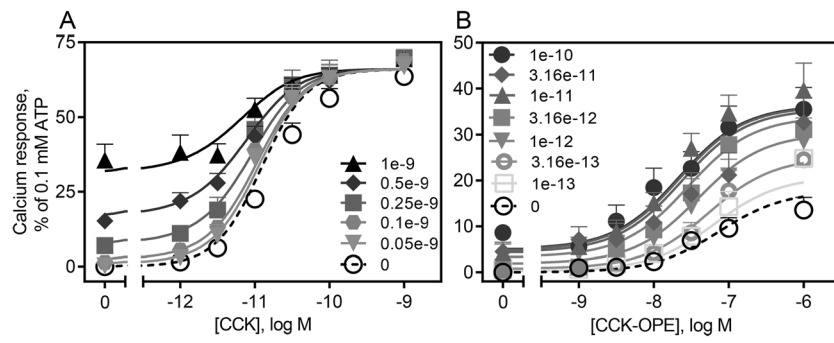 A
Calcium response,
% of 0.1 mM ATP
75
50
25
0
1e-9
0.5e-9
0.25e-9
0.1e-9
0.05e-9
0
0 -12 -11 -10 -9
[CCK], log M
B
50
40
30
20
10
0
1e-10
3.16e-11
1e-11
3.16e-12
1e-12
3.16e-13
1e-13
0
0 -9 -8 -7 -6
[CCK-OPE], log M